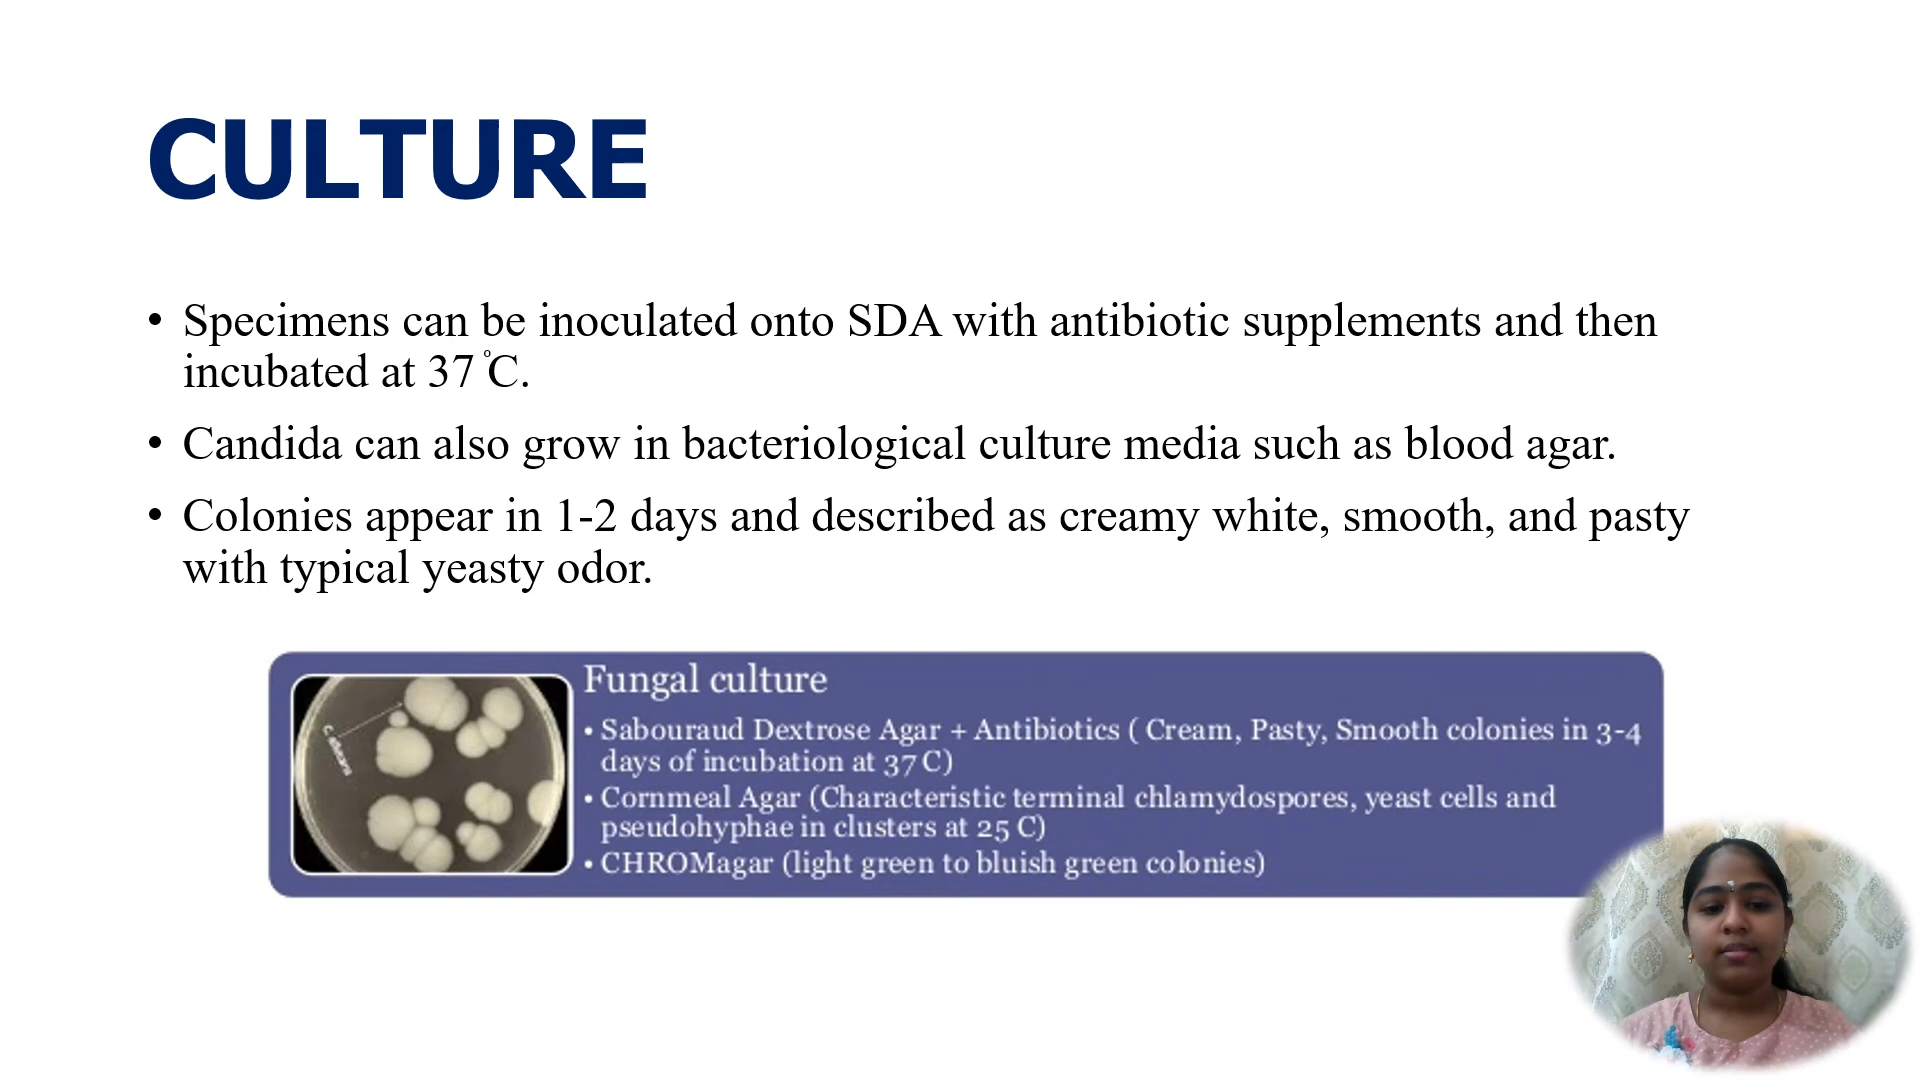 CULTURE
• Specimens can be inoculated onto SDA with antibiotic supplements and then
incubated at 37 °C.
• Candida can also grow in bacteriological culture media such as blood agar.
• Colonies appear in 1-2 days and described as creamy white, smooth, and pasty
with typical yeasty odor.
Fungal culture
• Sabouraud Dextrose Agar + Antibiotics ( Cream, Pasty, Smooth colonies in 3-4
days of incubation at 37 C)
• Cornmeal Agar (Characteristic terminal chlamydospores, yeast cells and
pseudohyphae in clusters at 25 C)
• CHROMagar (light green to bluish green colonies)
C. albicans